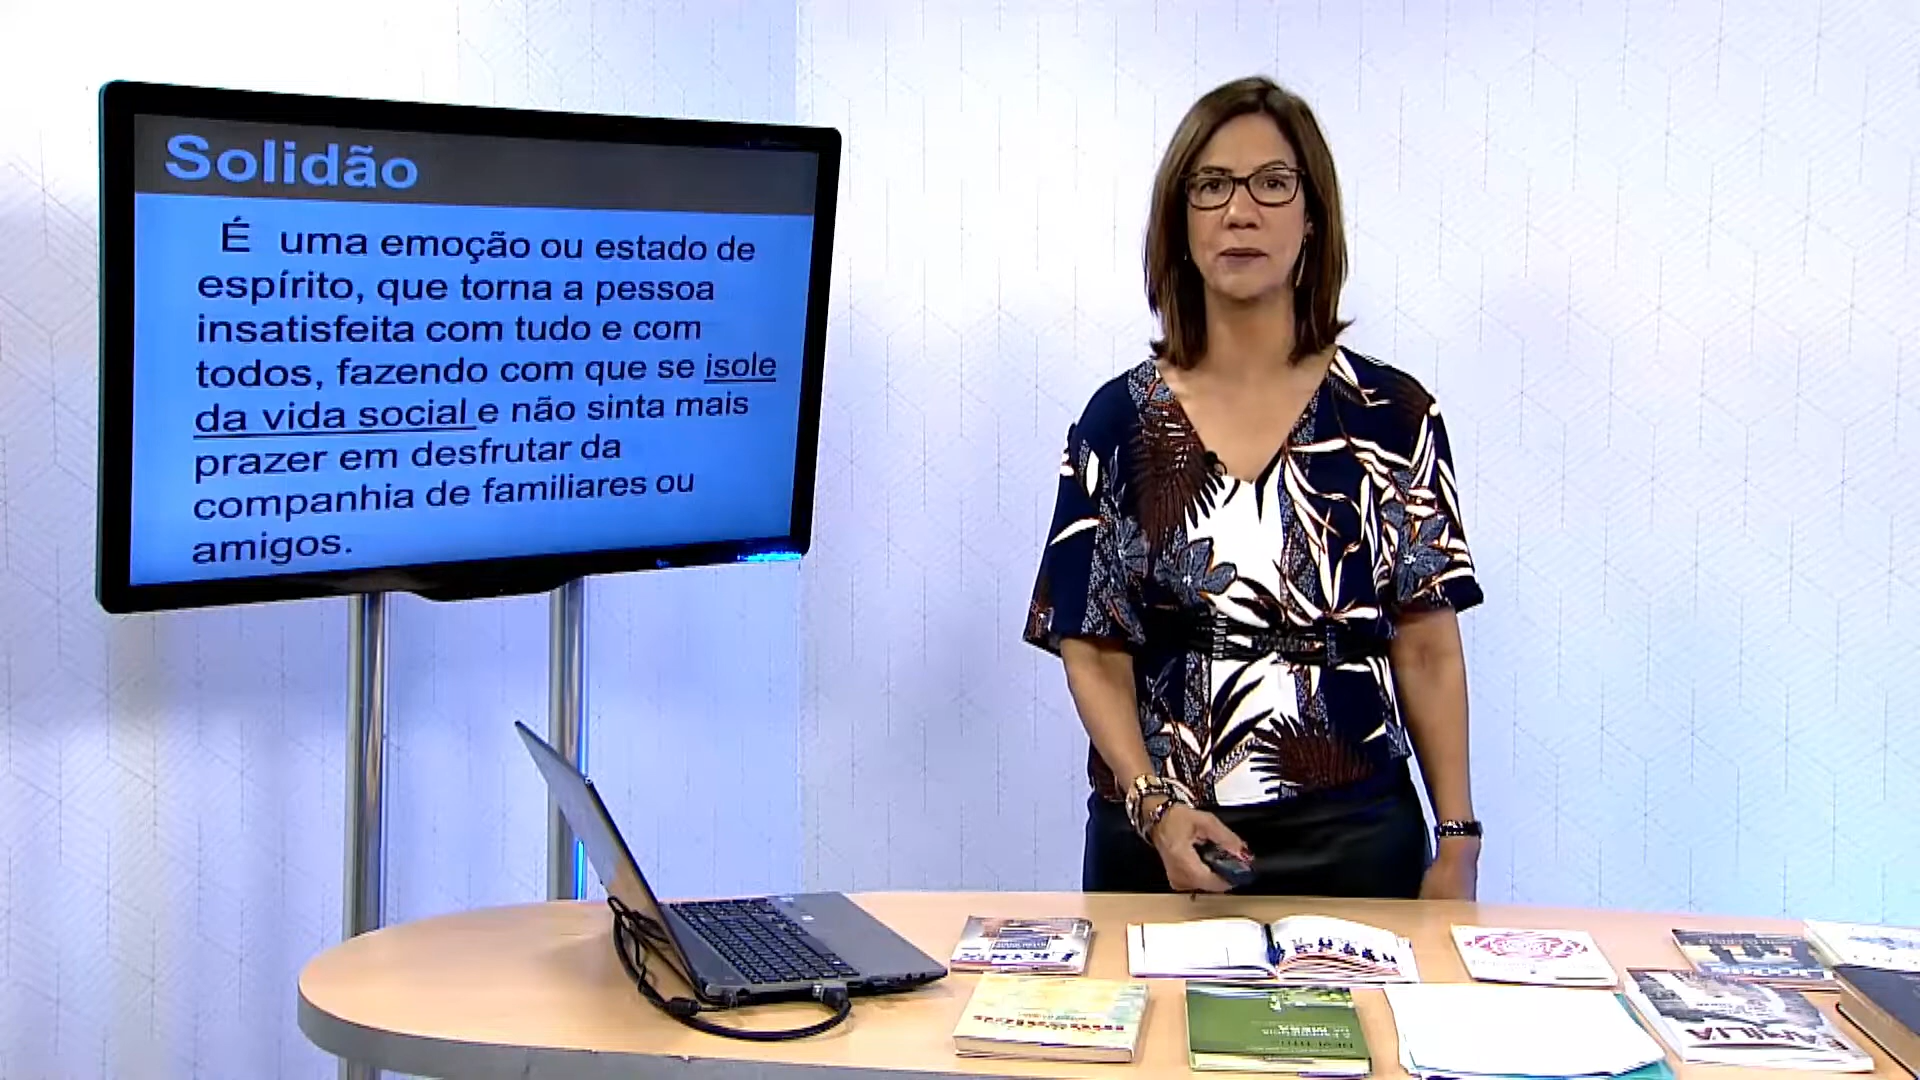 Solidão
É uma emoção ou estado de
espírito, que torna a pessoa
insatisfeita com tudo e com
todos, fazendo com que se isole
da vida social e não sinta mais
prazer em desfrutar da
companhia de familiares ou
amigos.
MESA